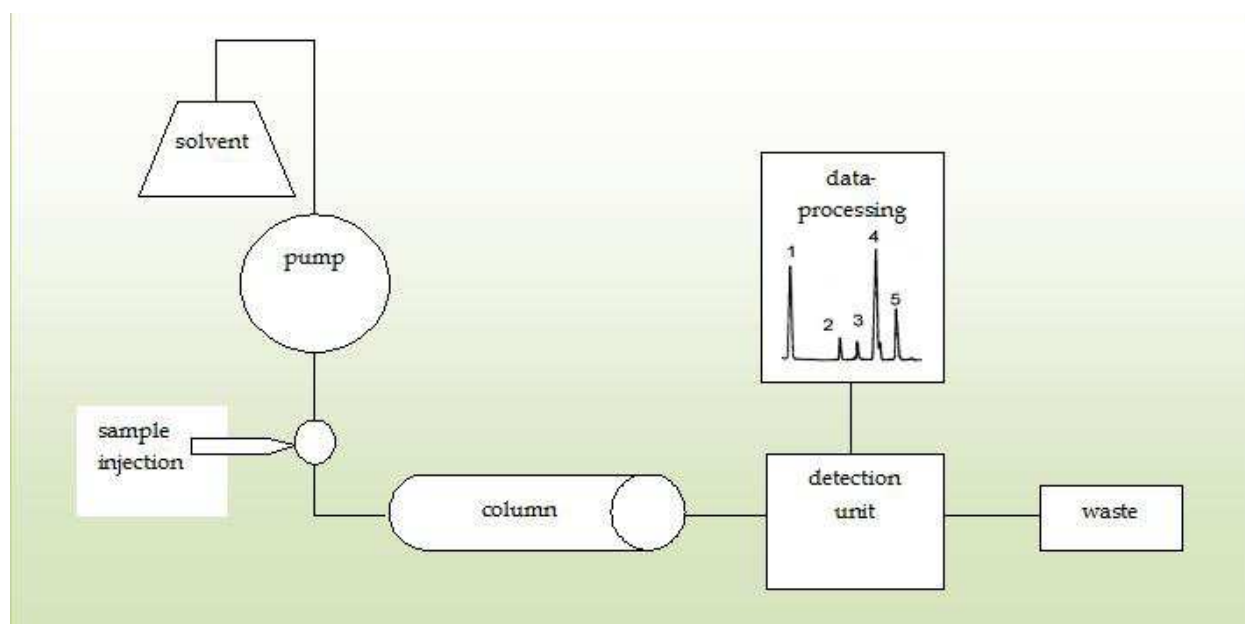 solvent
pump
sample
injection
column
data-
processing
1
4
5
2
3
detection
unit
waste